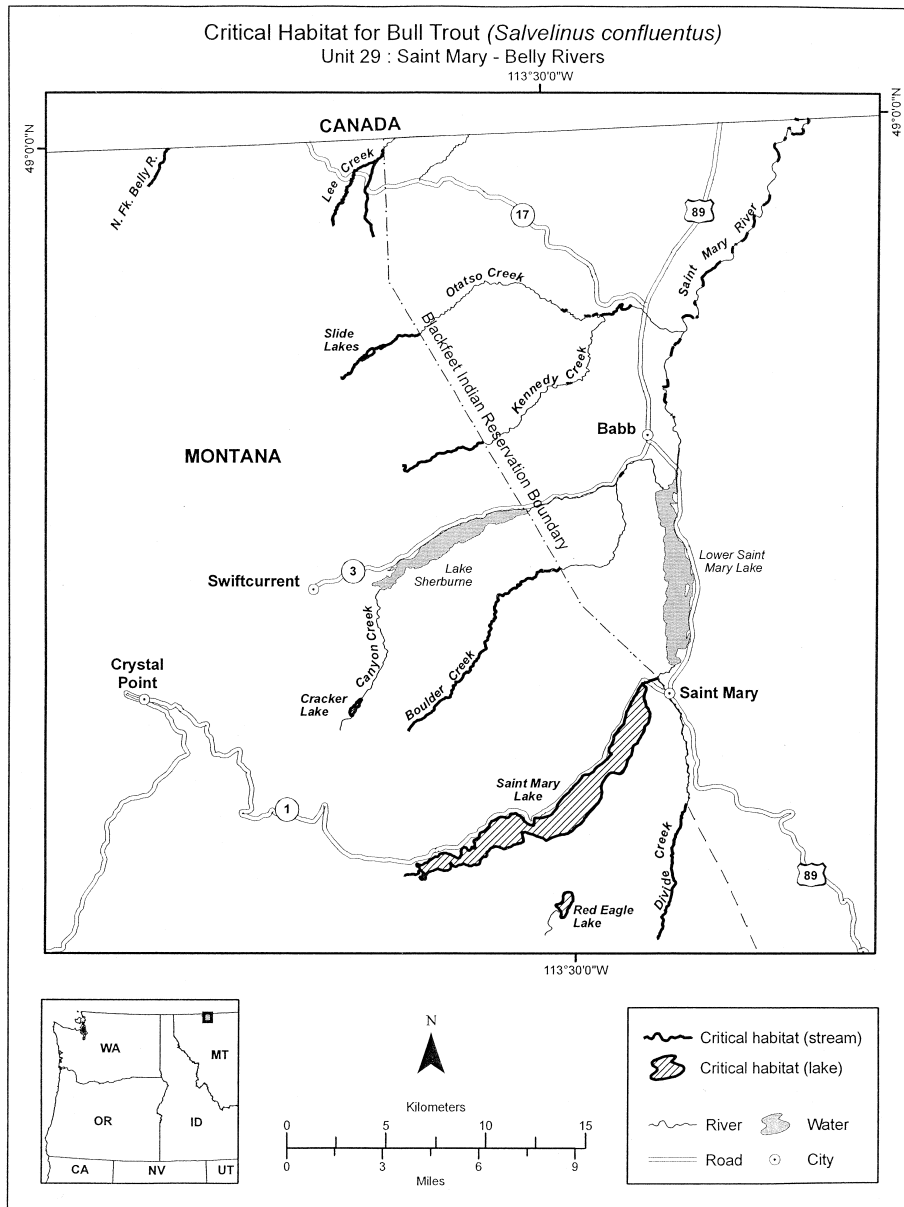 Critical Habitat for Bull Trout (Salvelinus confluentus)
Unit 29 : Saint Mary - Belly Rivers
113°30'0"W
49°0'0"N
49°0'0"N
CANADA
N. Fk. Belly R.
Lee Creek
17
89
Saint Mary River
Otatso Creek
Slide
Lakes
Blackfeet Indian Reservation Boundary
Kennedy Creek
Babb
MONTANA
Lake
Sherburne
Lower Saint
Mary Lake
3
Swiftcurrent
Canyon Creek
Boulder Creek
Crystal
Point
Cracker
Lake
Saint Mary
Saint Mary
Lake
1
Divide Creek
89
Red Eagle
Lake
113°30'0"W
WA
MT
OR
ID
CA
NV
UT
N
Kilometers
0 5 10 15
0 3 6 9
Miles
Critical habitat (stream)
Critical habitat (lake)
River
Water
Road
City